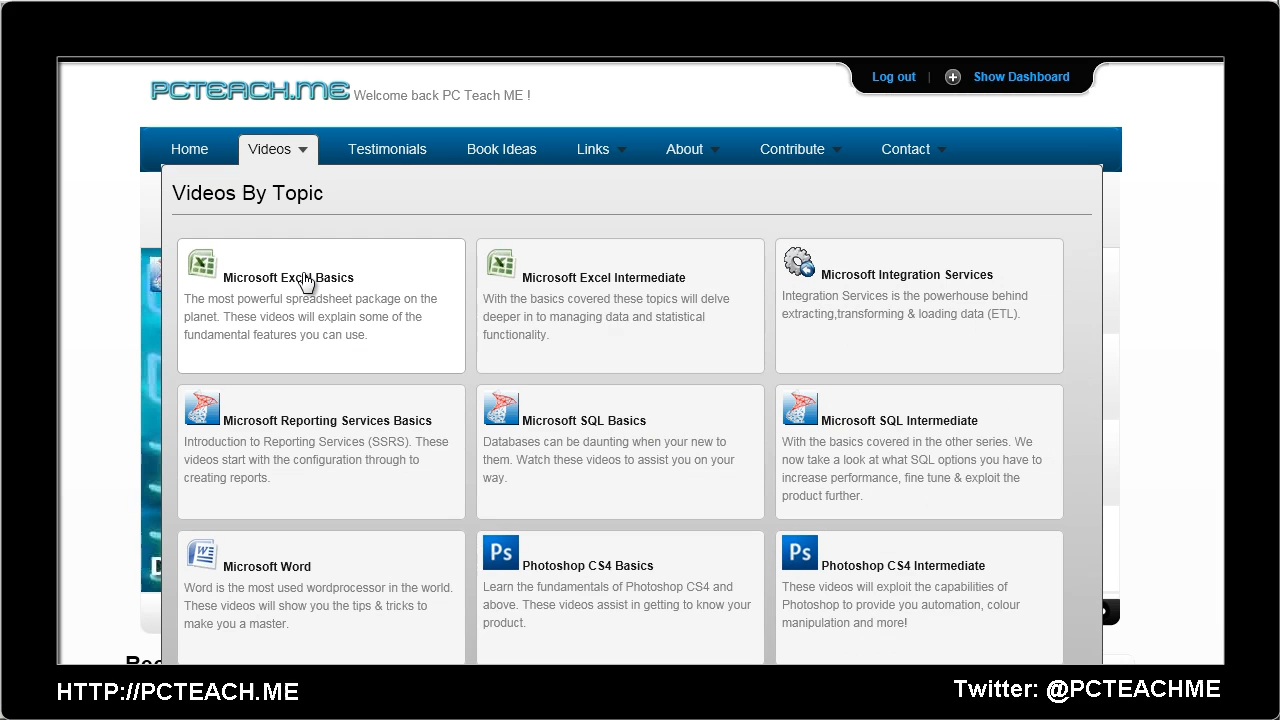 PCTEACH.ME Welcome back PC Teach ME !
Log out | Show Dashboard
Home Videos Testimonials Book Ideas Links About Contribute Contact
Videos By Topic
Microsoft Excel Basics
The most powerful spreadsheet package on the
planet. These videos will explain some of the
fundamental features you can use.
Microsoft Excel Intermediate
With the basics covered these topics will delve
deeper in to managing data and statistical
functionality.
Microsoft Integration Services
Integration Services is the powerhouse behind
extracting,transforming & loading data (ETL).
Microsoft Reporting Services Basics
Introduction to Reporting Services (SSRS). These
videos start with the configuration through to
creating reports.
Microsoft SQL Basics
Databases can be daunting when your new to
them. Watch these videos to assist you on your
way.
Microsoft SQL Intermediate
With the basics covered in the other series. We
now take a look at what SQL options you have to
increase performance, fine tune & exploit the
product further.
Microsoft Word
Word is the most used wordprocessor in the world.
These videos will show you the tips & tricks to
make you a master.
Ps
Photoshop CS4 Basics
Learn the fundamentals of Photoshop CS4 and
above. These videos assist in getting to know your
product.
Ps
Photoshop CS4 Intermediate
These videos will exploit the capabilities of
Photoshop to provide you automation, colour
manipulation and more!
HTTP://PCTEACH.ME
Twitter: @PCTEACHME